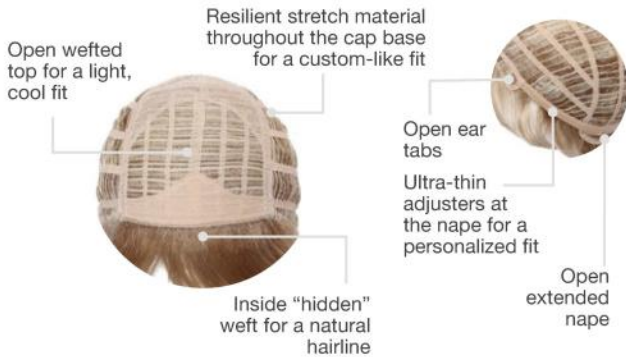 Open wefted
top for a light,
cool fit
Resilient stretch material
throughout the cap base
for a custom-like fit
Inside “hidden”
weft for a natural
hairline
Open ear
tabs
Ultra-thin
adjusters at
the nape for a
personalized fit
Open
extended
nape